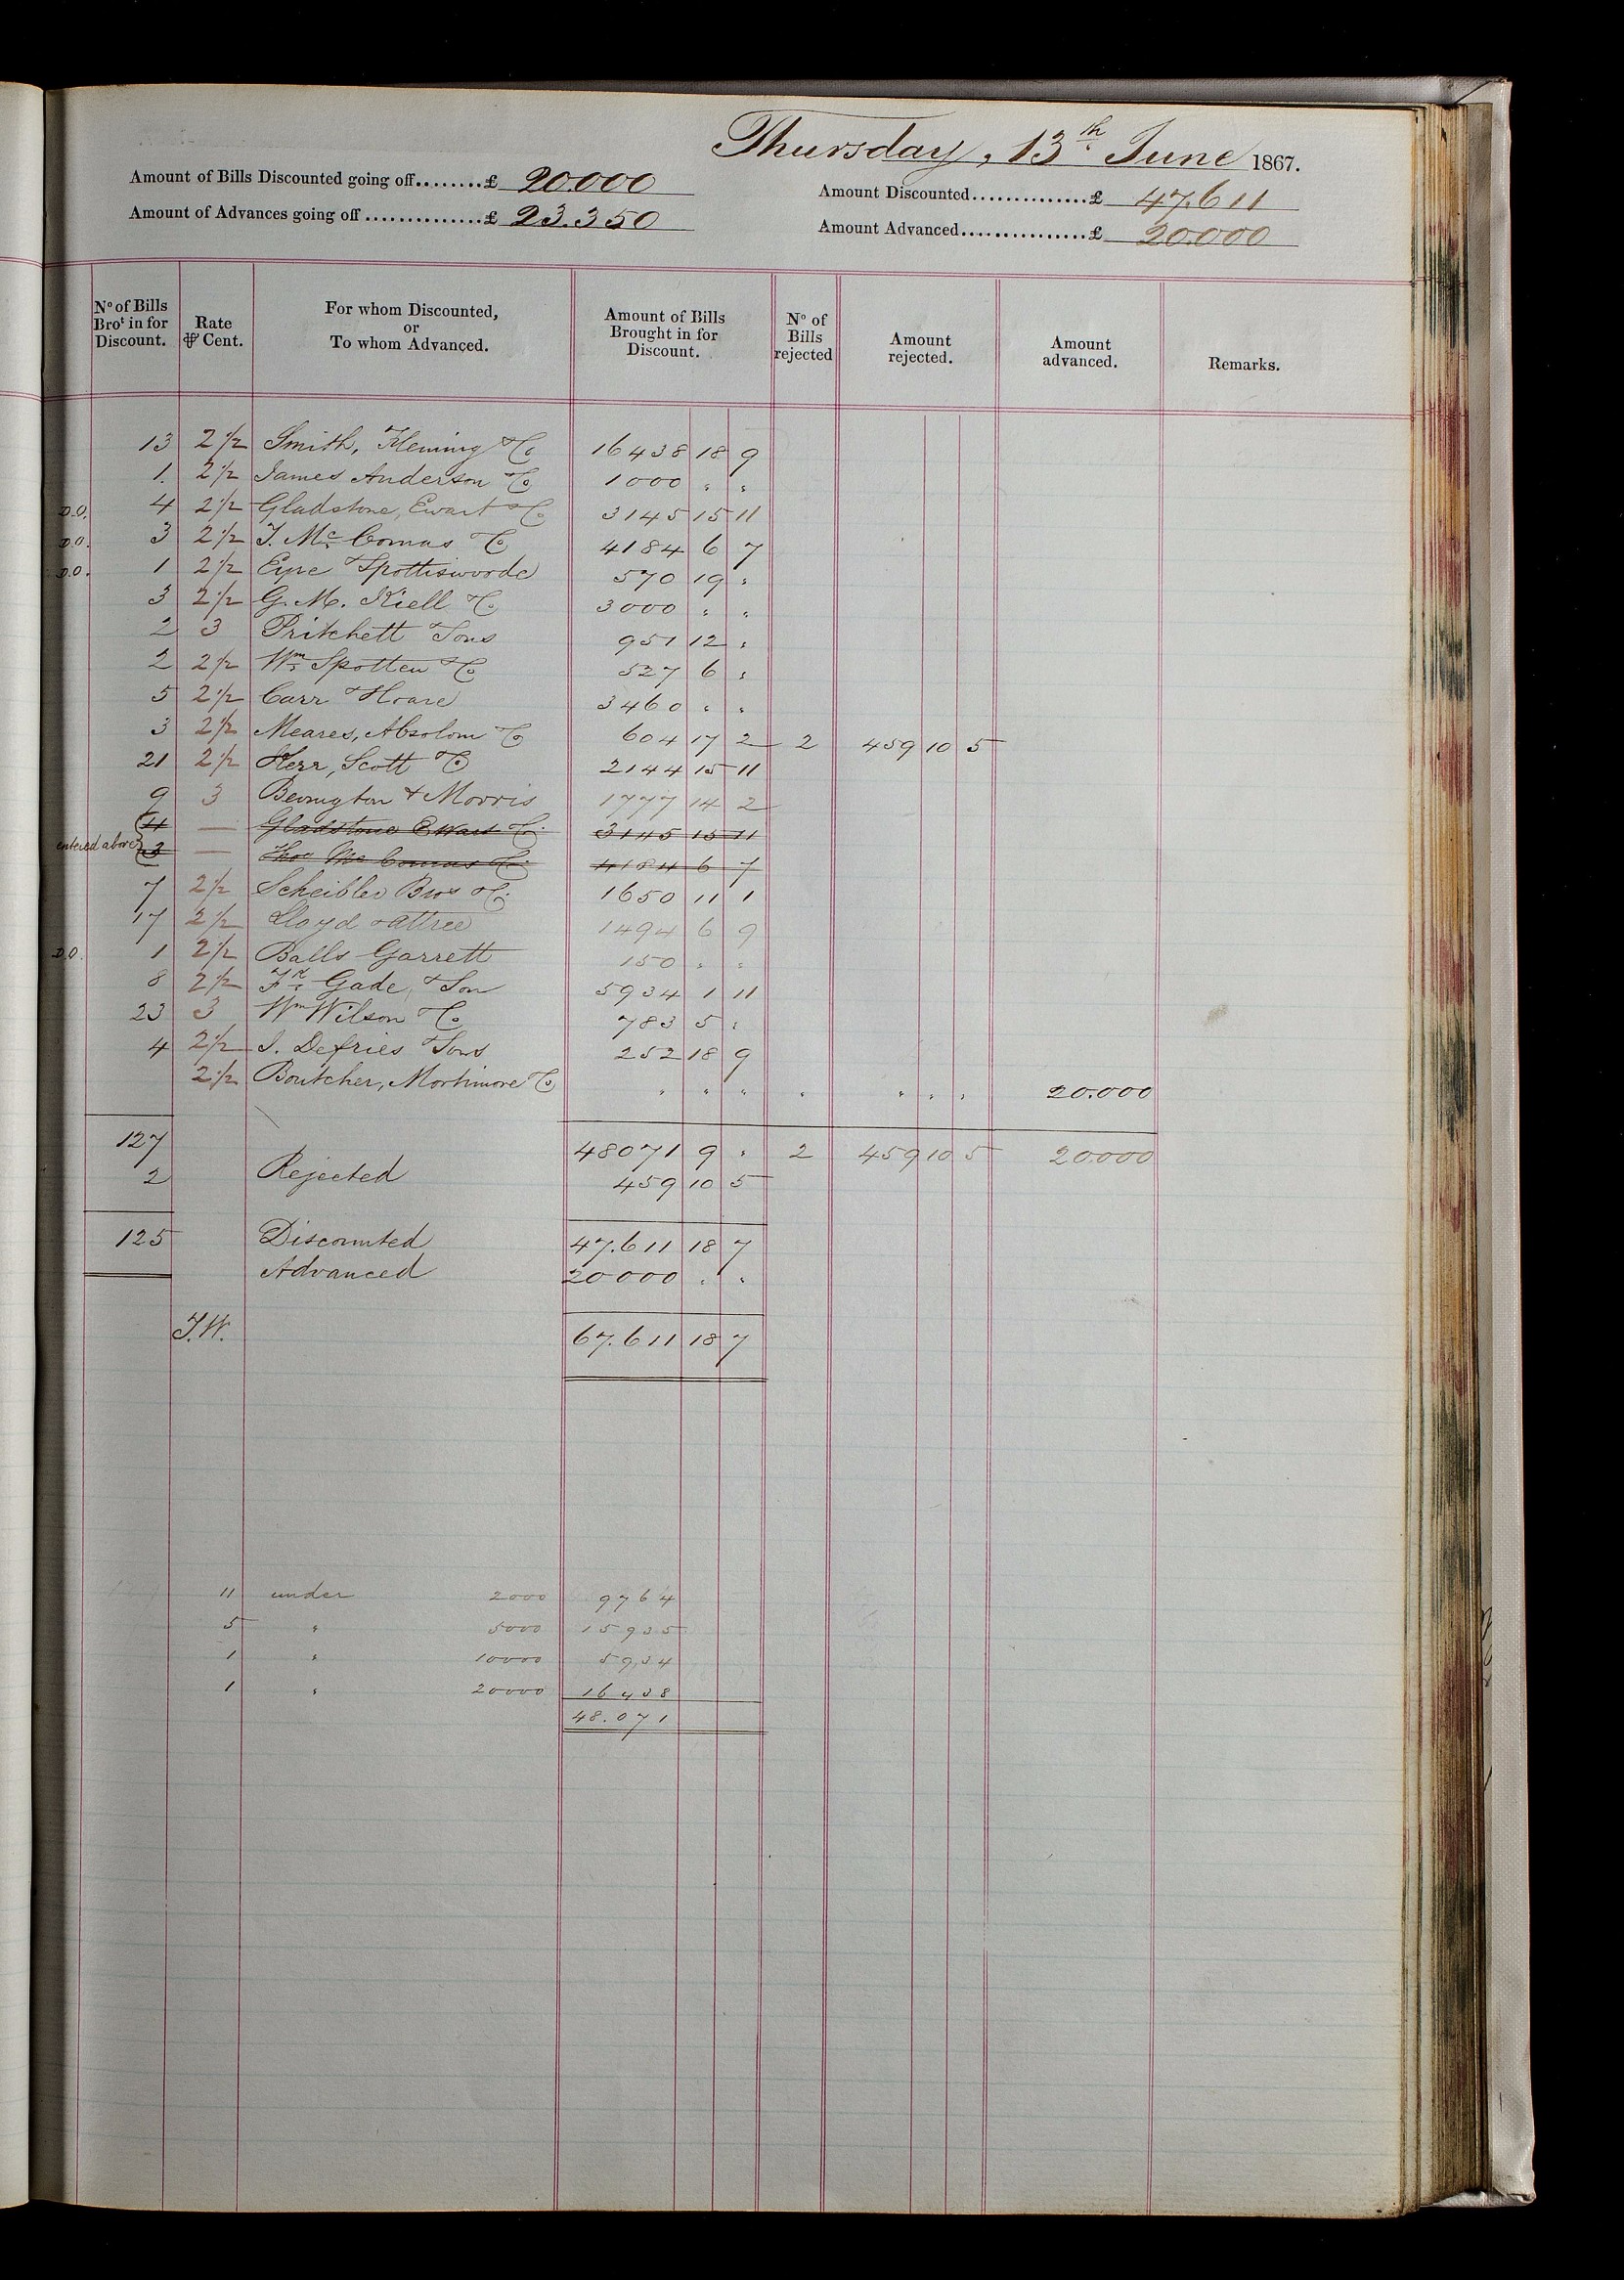 Thursday, 13th June 1867.
Amount of Bills Discounted going off........£ 20.000
Amount Discounted...............£ 47.611
Amount of Advances going off...............£ 23.350
Amount Advanced................£ 20.000
No of Bills Brot in for Discount. Rate ⅌ Cent. For whom Discounted, or To whom Advanced. Amount of Bills Brought in for Discount. No of Bills rejected Amount rejected. Amount advanced. Remarks.
13 2½ Smith, Fleming & Co 16438 18 9
1. 2½ James Anderson & Co 1000 " "
D.O. 4 2½ Gladstone, Ewart & Co 3145 15 11
D.O. 3 2½ T. Mc Comas & Co 4184 6 7
D.O. 1 2½ Eyre & Spottiswoode 570 19 "
3 2½ G. M. Kiell & Co 3000 " "
2 3 Pritchett & Sons 951 12 "
2 2½ Wm Spotten & Co 527 6 "
5 2½ Carr & Hoare 3460 " "
3 2½ Meares, Absolom & Co 604 17 2 2 459 10 5
21 2½ Kerr, Scott & Co 2144 15 11
9 3 Bevington & Morris 1777 14 2
4 — Gladstone Ewart & Co. 3145 15 11
entered above 3 — Thos Mc Comas & Co. 4184 6 7
7 2½ Scheibler Bros & Co. 1650 11 1
17 2½ Lloyd & Attree 1494 6 9
D.O. 1 2½ Balls Garrett 150 " "
8 2½ Gade, & Son 5934 1 11
23 3 Wm Wilson & Co 783 5 "
4 2½ J. Defries & Sons 252 18 9
2½ Boutcher, Mortimore & Co " " " " " " " 20.000
127 48071 9 " 2 459 10 5 20000
2 Rejected 459 10 5
125 Discounted 47.611 18 7
Advanced 20000 " "
T.W. 67.611 18 7
11 under 2000 9764
5 " 5000 15935
1 " 10000 5934
1 " 20000 16438
48.071